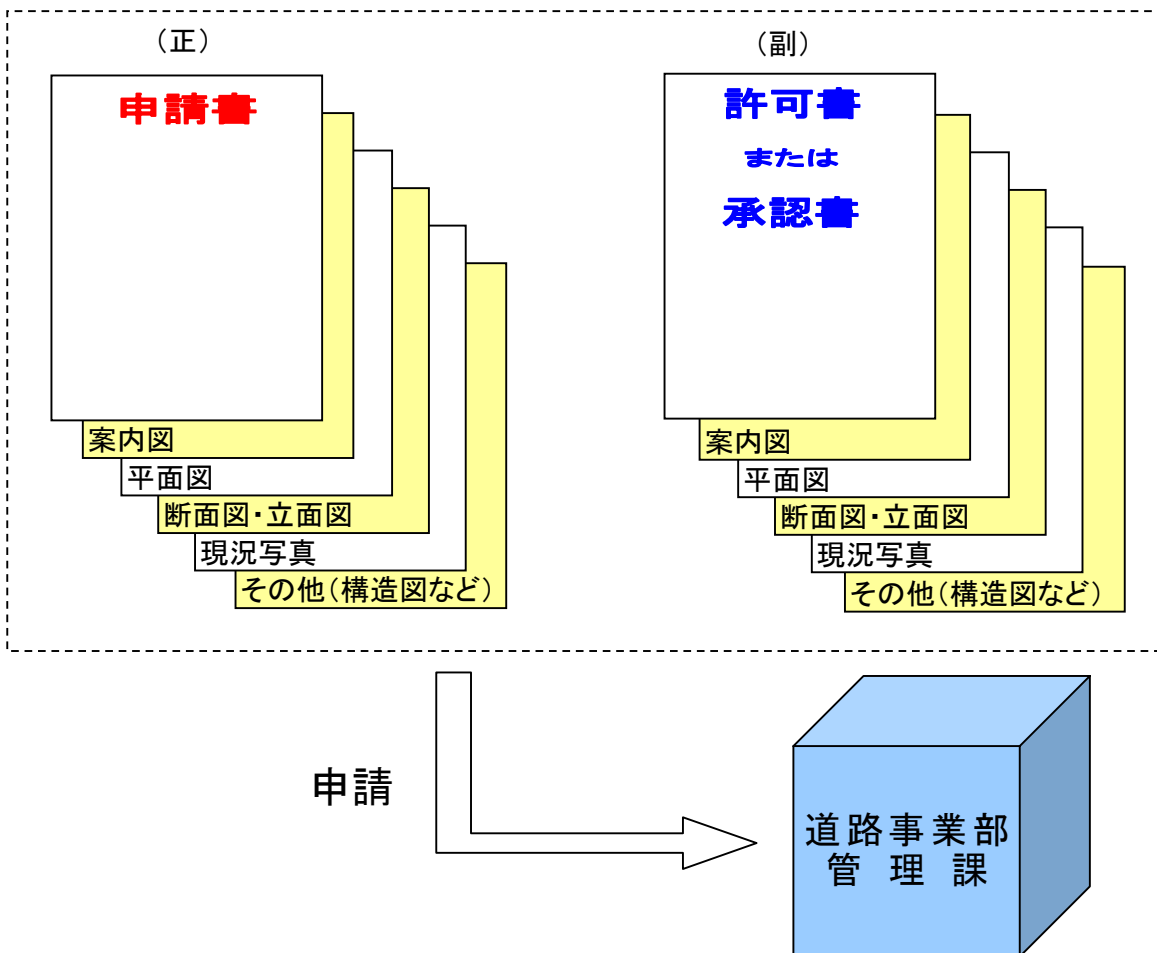 （正）
申請書
案内図
平面図
断面図・立面図
現況写真
その他（構造図など）
（副）
許可書
または
承認書
案内図
平面図
断面図・立面図
現況写真
その他（構造図など）
申請
道路事業部
管理課